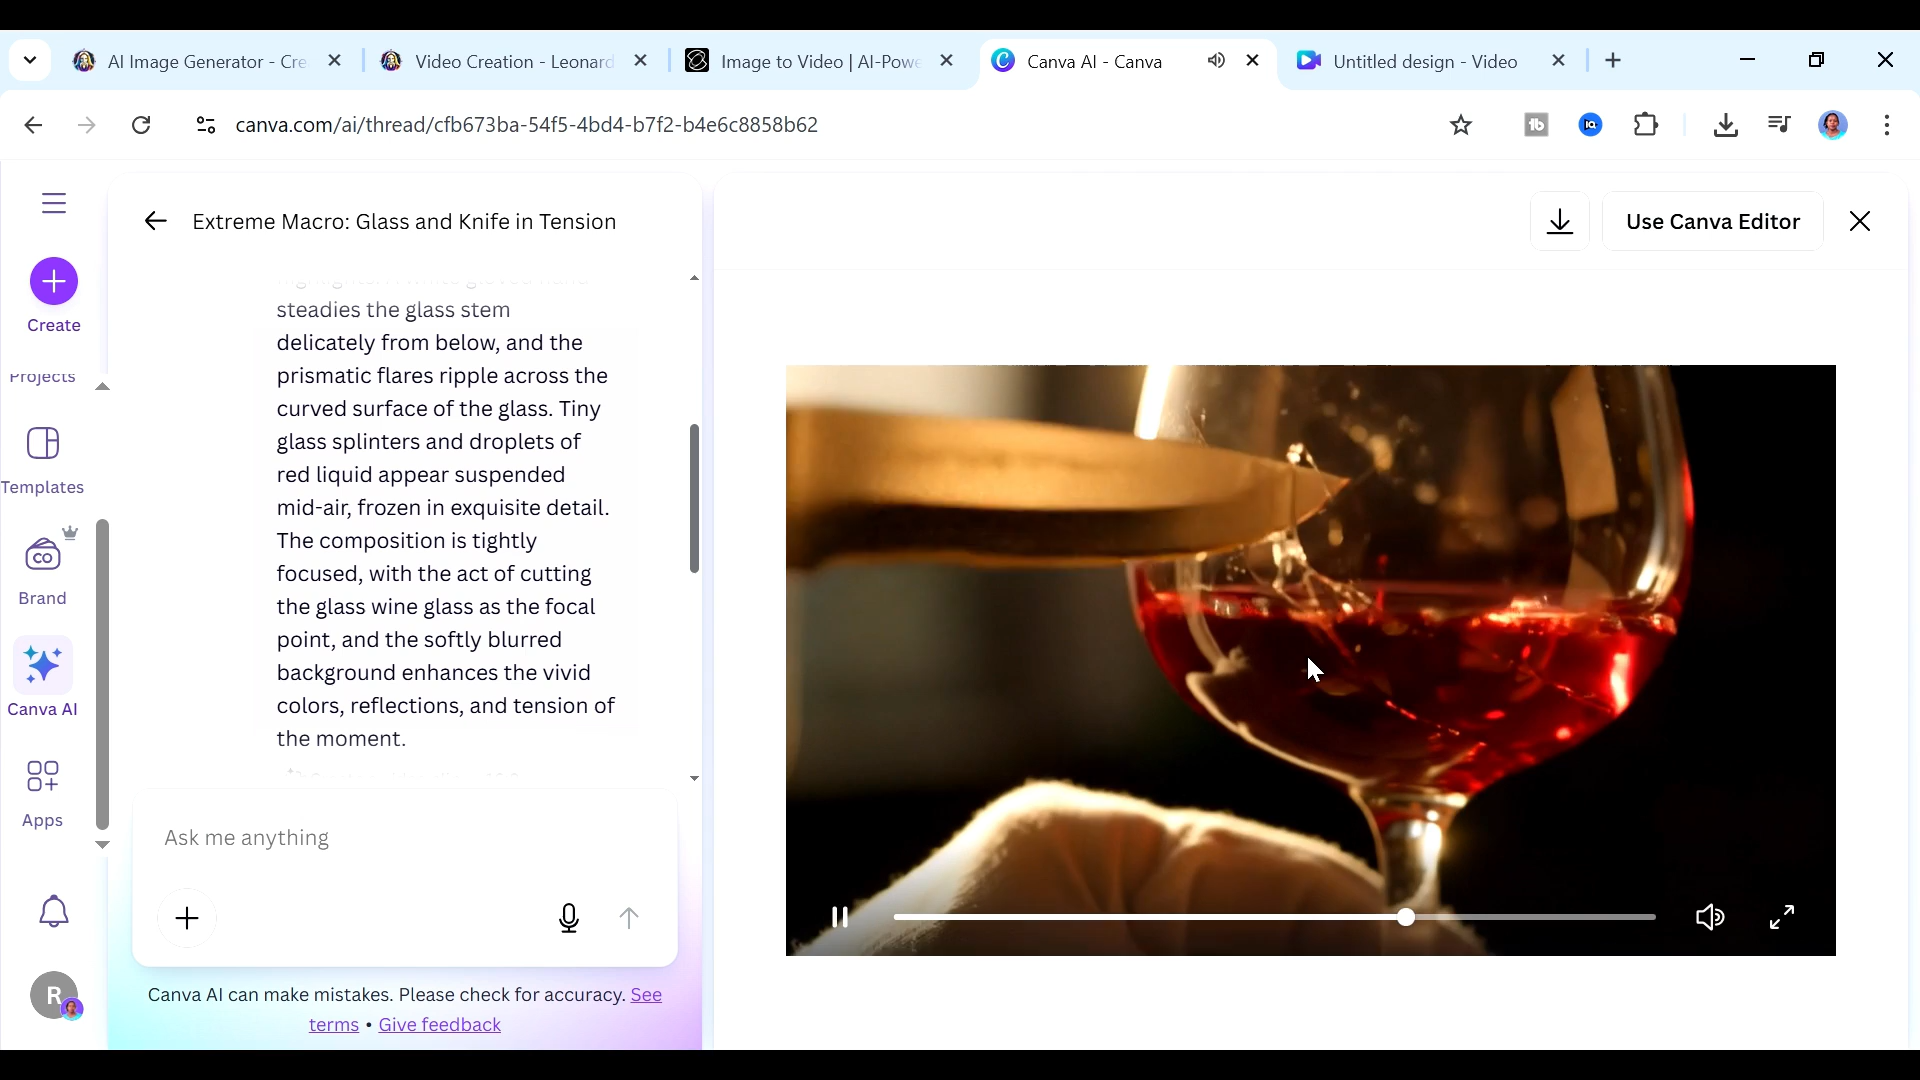 AI Image Generator - Cre
Video Creation - Leonard
Image to Video | AI-Powe
Canva AI - Canva
Untitled design - Video
canva.com/ai/thread/cfb673ba-54f5-4bd4-b7f2-b4e6c8858b62
Create
Projects
Templates
Brand
Canva AI
Apps
R
Extreme Macro: Glass and Knife in Tension
steadies the glass stem
delicately from below, and the
prismatic flares ripple across the
curved surface of the glass. Tiny
glass splinters and droplets of
red liquid appear suspended
mid-air, frozen in exquisite detail.
The composition is tightly
focused, with the act of cutting
the glass wine glass as the focal
point, and the softly blurred
background enhances the vivid
colors, reflections, and tension of
the moment.
Ask me anything
Canva AI can make mistakes. Please check for accuracy. See
terms • Give feedback
Use Canva Editor